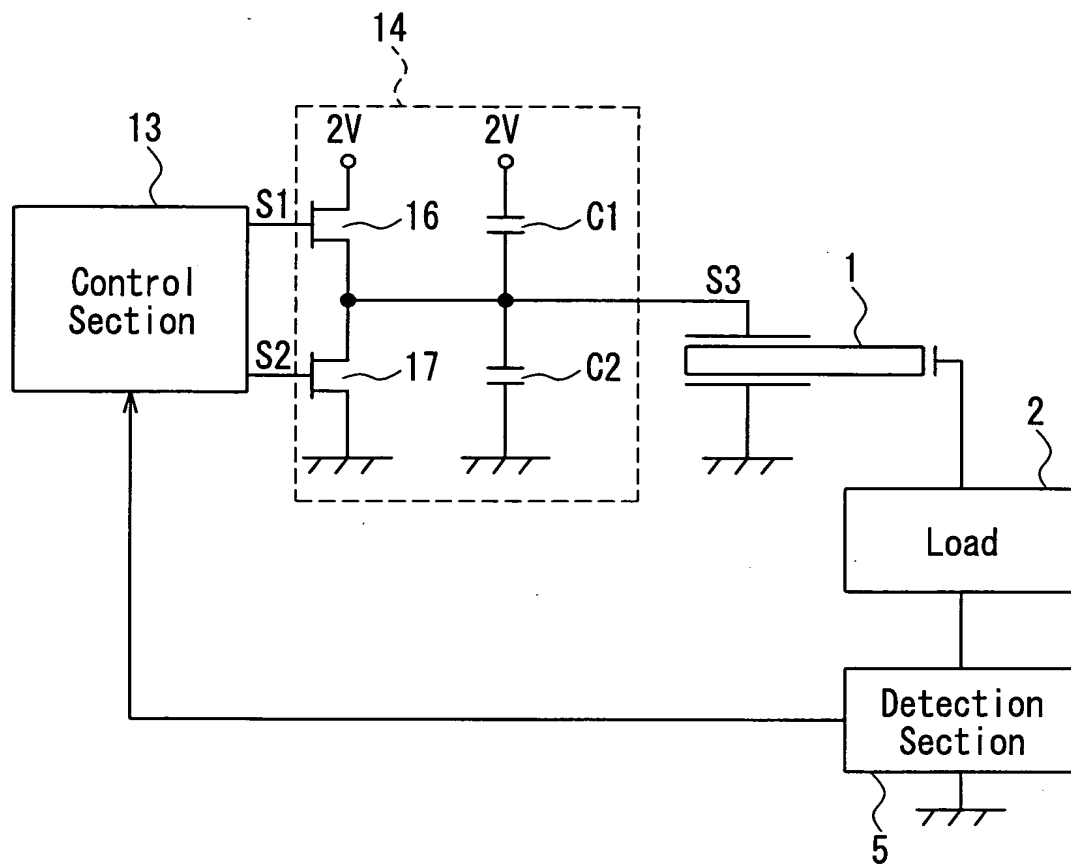 14
13
2V
2V
S1
16
C1
Control
Section
S3
1
S2
17
C2
2
Load
Detection
Section
5